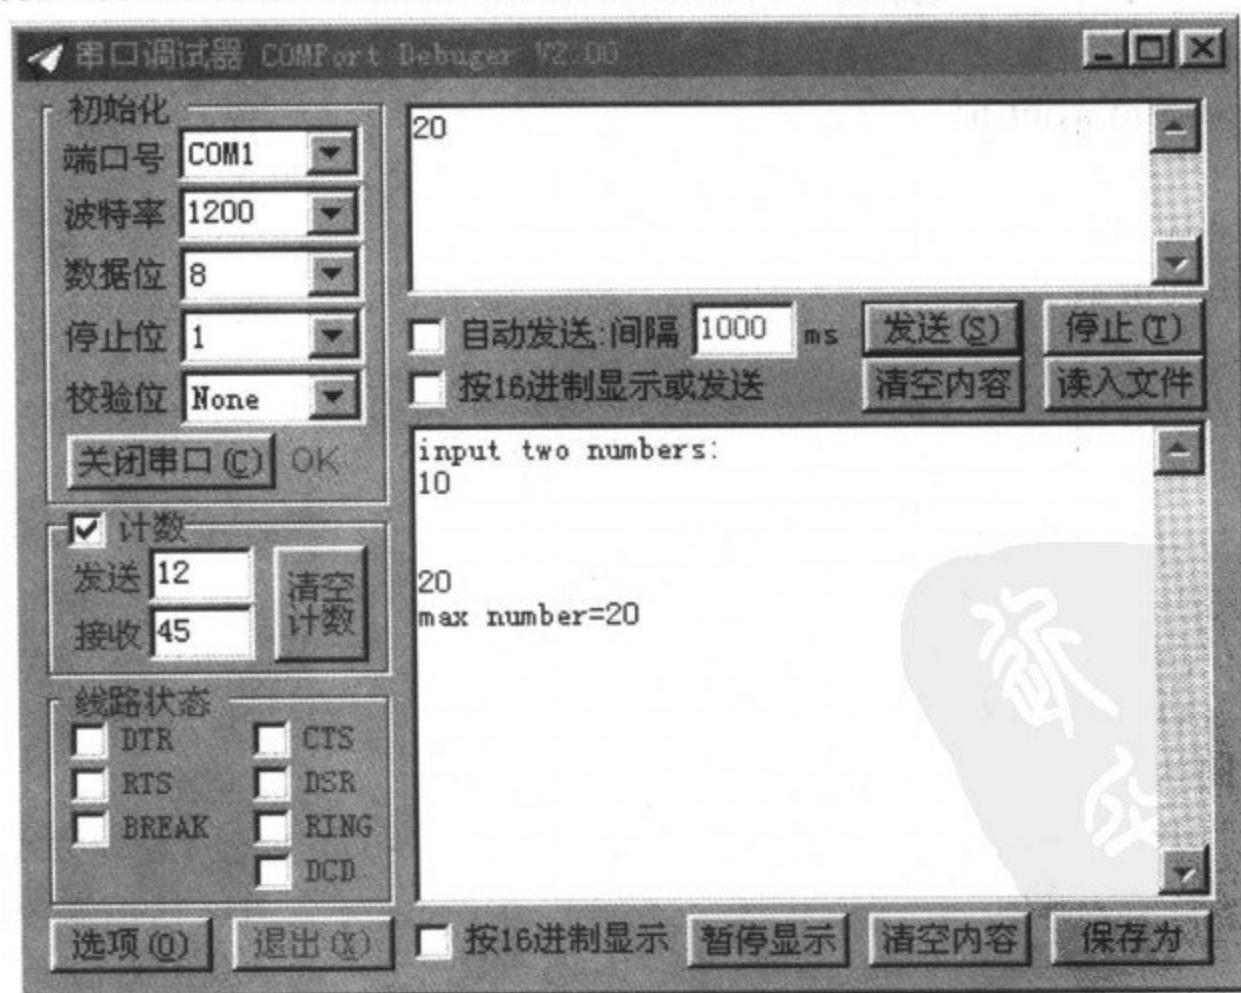 串口调试器 COMPort Debuger V2.00
初始化
端口号 COM1
波特率 1200
数据位 8
停止位 1
校验位 None
关闭串口(C) OK
计数
发送 12
接收 45
清空
计数
线路状态
DTR CTS
RTS DSR
BREAK RING
DCD
选项(O) 退出(X)
20
自动发送:间隔 1000 ms 发送(S) 停止(T)
按16进制显示或发送 清空内容 读入文件
input two numbers:
10
20
max number=20
按16进制显示 暂停显示 清空内容 保存为